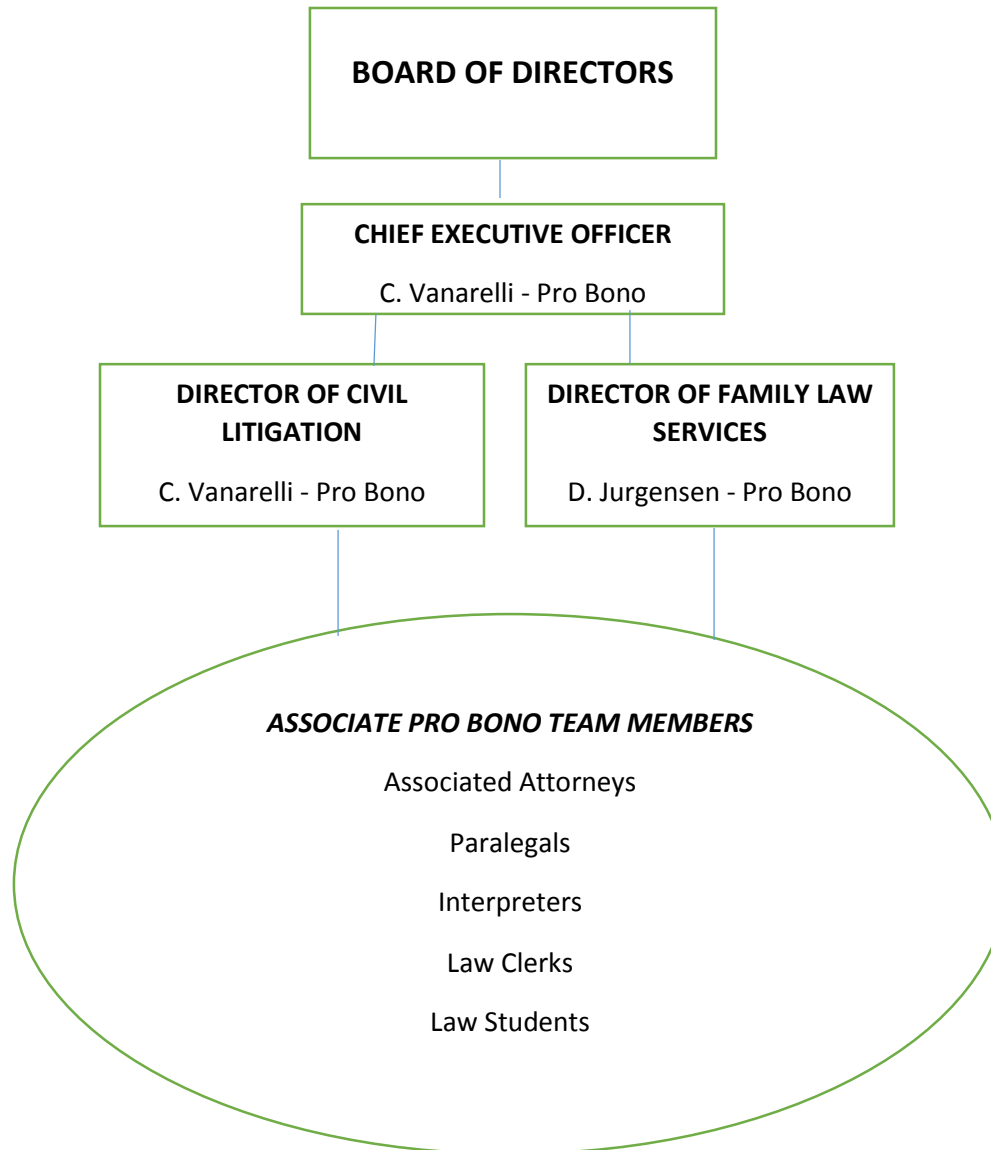 BOARD OF DIRECTORS
CHIEF EXECUTIVE OFFICER
C. Vanarelli - Pro Bono
DIRECTOR OF CIVIL
LITIGATION
C. Vanarelli - Pro Bono
DIRECTOR OF FAMILY LAW
SERVICES
D. Jurgensen - Pro Bono
ASSOCIATE PRO BONO TEAM MEMBERS
Associated Attorneys
Paralegals
Interpreters
Law Clerks
Law Students